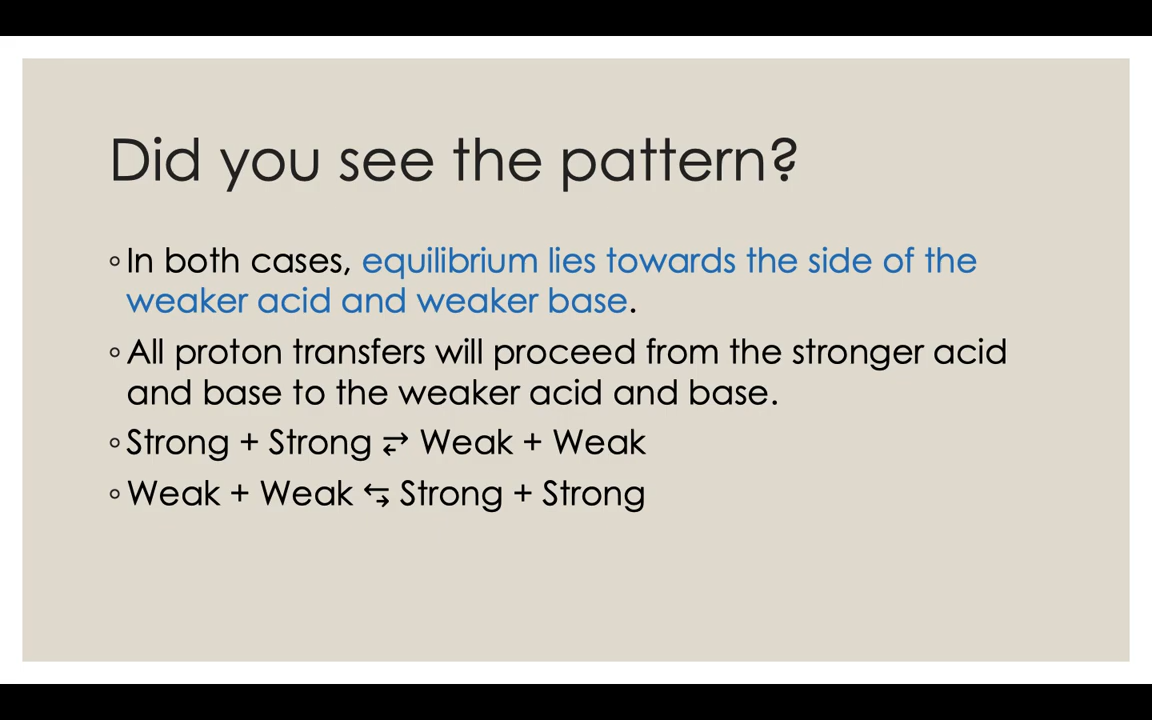 Did you see the pattern?
◦In both cases, equilibrium lies towards the side of the
weaker acid and weaker base.
◦All proton transfers will proceed from the stronger acid
and base to the weaker acid and base.
◦Strong + Strong ⇄ Weak + Weak
◦Weak + Weak ⇆ Strong + Strong